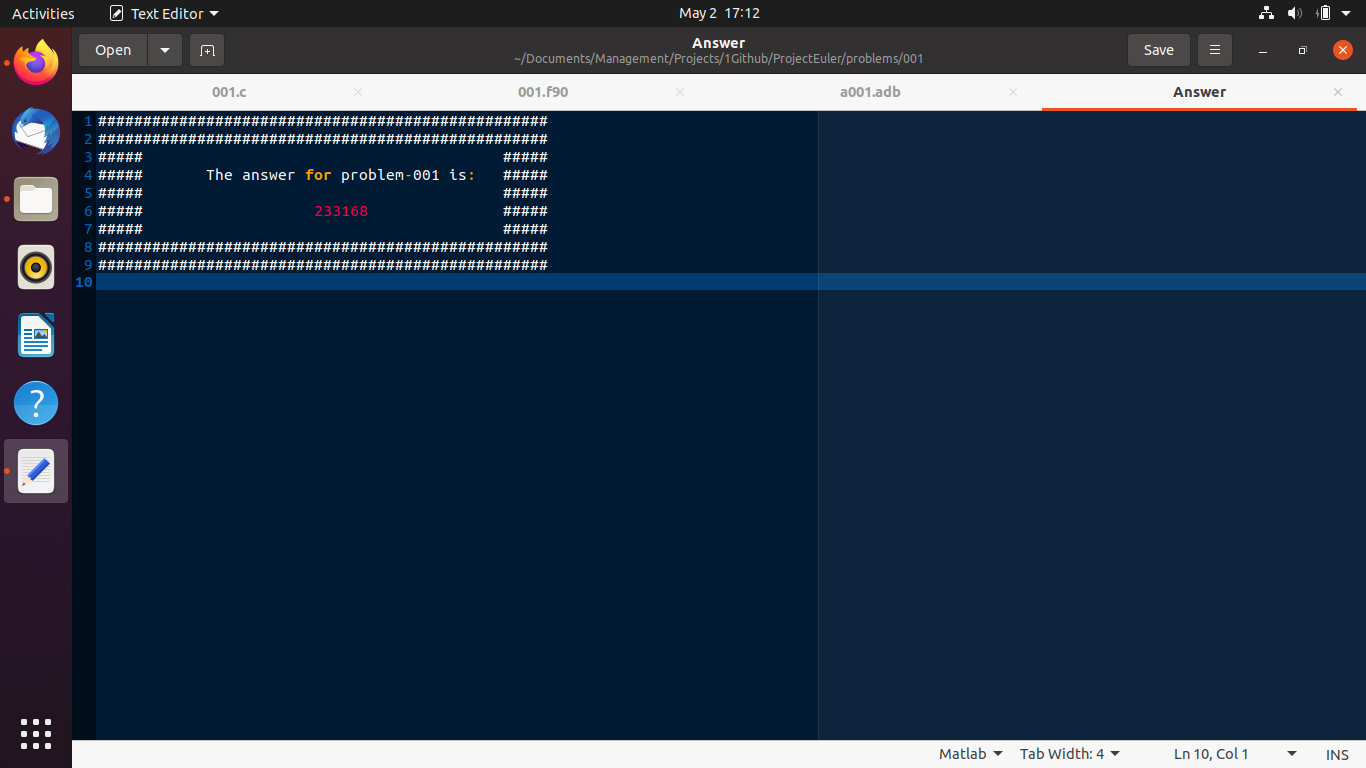 Activities Text Editor May 2 17:12
Open Answer Save
~/Documents/Management/Projects/1Github/ProjectEuler/problems/001
001.c × 001.f90 × a001.adb × Answer ×
1 ##################################################
2 ##################################################
3 #####                                        #####
4 #####       The answer for problem-001 is:   #####
5 #####                                        #####
6 #####                   233168               #####
7 #####                                        #####
8 ##################################################
9 ##################################################
10
?
Matlab Tab Width: 4 Ln 10, Col 1 INS